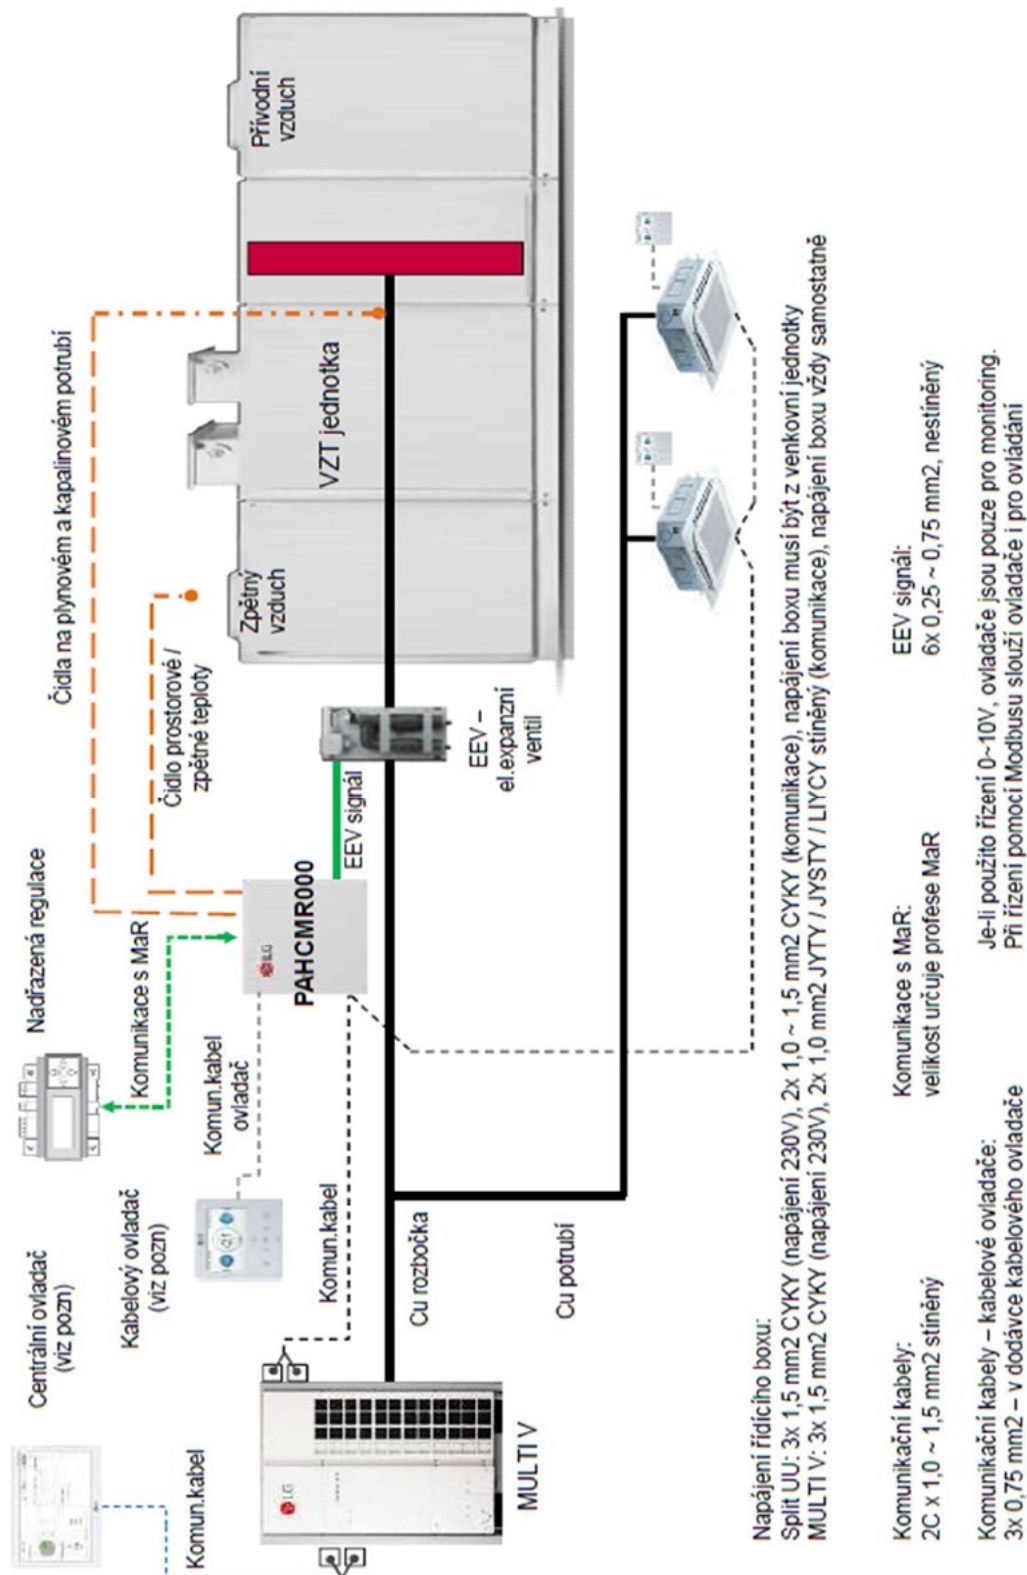 Centrální ovladač
(viz pozn)
Nadřazená regulace
Čidla na plynovém a kapalinovém potrubí
Kabelový ovladač
(viz pozn)
Komunikace s MaR
Čidlo prostorové /
zpětné teploty
Komun.kabel
Komun.kabel
ovladač
LG
PAHCMR000
Zpětný
vzduch
Přívodní
vzduch
LG
Komun.kabel
EEV signál
VZT jednotka
MULTI V
Cu rozbočka
EEV –
el.expanzní
ventil
Cu potrubí
Napájení řídícího boxu:
Split UU: 3x 1,5 mm2 CYKY (napájení 230V), 2x 1,0 ~ 1,5 mm2 CYKY (komunikace), napájení boxu musí být z venkovní jednotky
MULTI V: 3x 1,5 mm2 CYKY (napájení 230V), 2x 1,0 mm2 JYTY / JYSTY / LIYCY stíněný (komunikace), napájení boxu vždy samostatně
Komunikační kabely:
2C x 1,0 ~ 1,5 mm2 stíněný
Komunikace s MaR:
velikost určuje profese MaR
EEV signál:
6x 0,25 ~ 0,75 mm2, nestíněný
Komunikační kabely – kabelové ovladače:
3x 0,75 mm2 – v dodávce kabelového ovladače
Je-li použito řízení 0~10V, ovladače jsou pouze pro monitoring.
Při řízení pomocí Modbusu slouží ovladače i pro ovládání